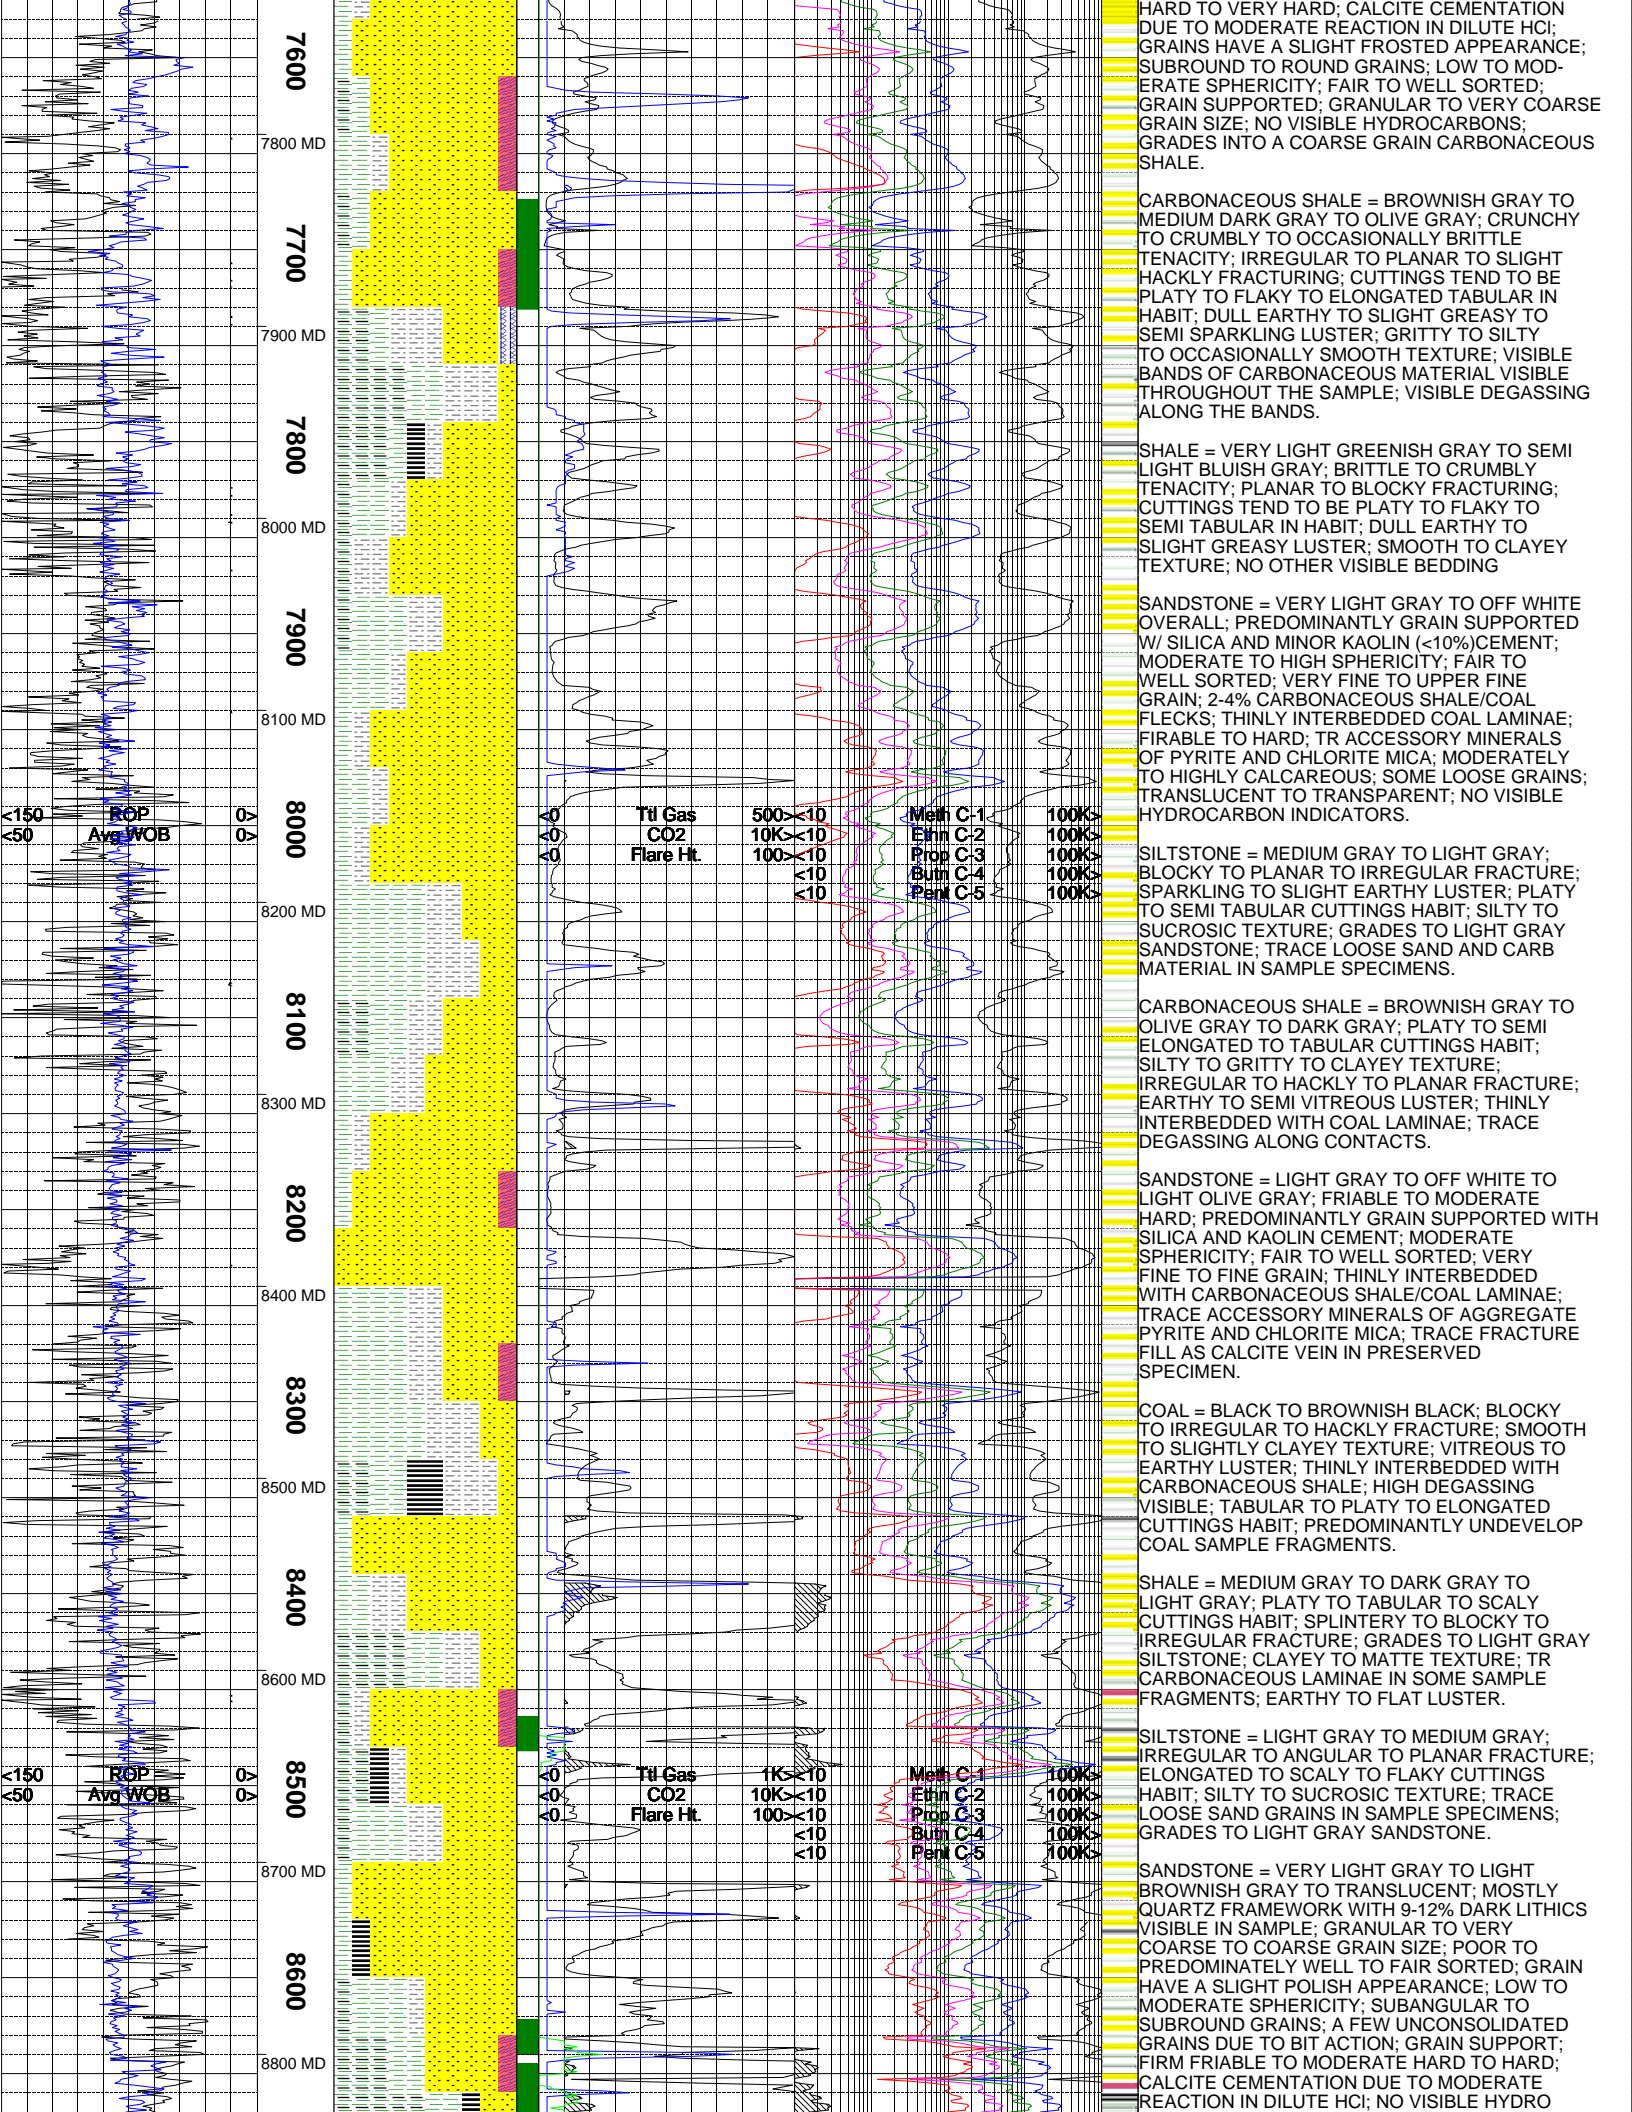 7600
7700
7800
7900
8000
8100
8200
8300
8400
8500
8600
7800 MD
7900 MD
8000 MD
8100 MD
8200 MD
8300 MD
8400 MD
8500 MD
8600 MD
8700 MD
8800 MD
<150 ROP 0>
<50 Avg WOB 0>
<0 Ttl Gas 500>
<0 CO2 10K>
<0 Flare Ht. 100>
<10 Meth C-1 100K>
<10 Ethn C-2 100K>
<10 Prop C-3 100K>
<10 Butn C-4 100K>
<10 Pent C-5 100K>
<150 ROP 0>
<50 Avg WOB 0>
<0 Ttl Gas 1K>
<0 CO2 10K>
<0 Flare Ht. 100>
<10 Meth C-1 100K>
<10 Ethn C-2 100K>
<10 Prop C-3 100K>
<10 Butn C-4 100K>
<10 Pent C-5 100K>
HARD TO VERY HARD; CALCITE CEMENTATION
DUE TO MODERATE REACTION IN DILUTE HCl;
GRAINS HAVE A SLIGHT FROSTED APPEARANCE;
SUBROUND TO ROUND GRAINS; LOW TO MOD-
ERATE SPHERICITY; FAIR TO WELL SORTED;
GRAIN SUPPORTED; GRANULAR TO VERY COARSE
GRAIN SIZE; NO VISIBLE HYDROCARBONS;
GRADES INTO A COARSE GRAIN CARBONACEOUS
SHALE.
CARBONACEOUS SHALE = BROWNISH GRAY TO
MEDIUM DARK GRAY TO OLIVE GRAY; CRUNCHY
TO CRUMBLY TO OCCASIONALLY BRITTLE
TENACITY; IRREGULAR TO PLANAR TO SLIGHT
HACKLY FRACTURING; CUTTINGS TEND TO BE
PLATY TO FLAKY TO ELONGATED TABULAR IN
HABIT; DULL EARTHY TO SLIGHT GREASY TO
SEMI SPARKLING LUSTER; GRITTY TO SILTY
TO OCCASIONALLY SMOOTH TEXTURE; VISIBLE
BANDS OF CARBONACEOUS MATERIAL VISIBLE
THROUGHOUT THE SAMPLE; VISIBLE DEGASSING
ALONG THE BANDS.
SHALE = VERY LIGHT GREENISH GRAY TO SEMI
LIGHT BLUISH GRAY; BRITTLE TO CRUMBLY
TENACITY; PLANAR TO BLOCKY FRACTURING;
CUTTINGS TEND TO BE PLATY TO FLAKY TO
SEMI TABULAR IN HABIT; DULL EARTHY TO
SLIGHT GREASY LUSTER; SMOOTH TO CLAYEY
TEXTURE; NO OTHER VISIBLE BEDDING
SANDSTONE = VERY LIGHT GRAY TO OFF WHITE
OVERALL; PREDOMINANTLY GRAIN SUPPORTED
W/ SILICA AND MINOR KAOLIN (<10%)CEMENT;
MODERATE TO HIGH SPHERICITY; FAIR TO
WELL SORTED; VERY FINE TO UPPER FINE
GRAIN; 2-4% CARBONACEOUS SHALE/COAL
FLECKS; THINLY INTERBEDDED COAL LAMINAE;
FIRABLE TO HARD; TR ACCESSORY MINERALS
OF PYRITE AND CHLORITE MICA; MODERATELY
TO HIGHLY CALCAREOUS; SOME LOOSE GRAINS;
TRANSLUCENT TO TRANSPARENT; NO VISIBLE
HYDROCARBON INDICATORS.
SILTSTONE = MEDIUM GRAY TO LIGHT GRAY;
BLOCKY TO PLANAR TO IRREGULAR FRACTURE;
SPARKLING TO SLIGHT EARTHY LUSTER; PLATY
TO SEMI TABULAR CUTTINGS HABIT; SILTY TO
SUCROSIC TEXTURE; GRADES TO LIGHT GRAY
SANDSTONE; TRACE LOOSE SAND AND CARB
MATERIAL IN SAMPLE SPECIMENS.
CARBONACEOUS SHALE = BROWNISH GRAY TO
OLIVE GRAY TO DARK GRAY; PLATY TO SEMI
ELONGATED TO TABULAR CUTTINGS HABIT;
SILTY TO GRITTY TO CLAYEY TEXTURE;
IRREGULAR TO HACKLY TO PLANAR FRACTURE;
EARTHY TO SEMI VITREOUS LUSTER; THINLY
INTERBEDDED WITH COAL LAMINAE; TRACE
DEGASSING ALONG CONTACTS.
SANDSTONE = LIGHT GRAY TO OFF WHITE TO
LIGHT OLIVE GRAY; FRIABLE TO MODERATE
HARD; PREDOMINANTLY GRAIN SUPPORTED WITH
SILICA AND KAOLIN CEMENT; MODERATE
SPHERICITY; FAIR TO WELL SORTED; VERY
FINE TO FINE GRAIN; THINLY INTERBEDDED
WITH CARBONACEOUS SHALE/COAL LAMINAE;
TRACE ACCESSORY MINERALS OF AGGREGATE
PYRITE AND CHLORITE MICA; TRACE FRACTURE
FILL AS CALCITE VEIN IN PRESERVED
SPECIMEN.
COAL = BLACK TO BROWNISH BLACK; BLOCKY
TO IRREGULAR TO HACKLY FRACTURE; SMOOTH
TO SLIGHTLY CLAYEY TEXTURE; VITREOUS TO
EARTHY LUSTER; THINLY INTERBEDDED WITH
CARBONACEOUS SHALE; HIGH DEGASSING
VISIBLE; TABULAR TO PLATY TO ELONGATED
CUTTINGS HABIT; PREDOMINANTLY UNDEVELOP
COAL SAMPLE FRAGMENTS.
SHALE = MEDIUM GRAY TO DARK GRAY TO
LIGHT GRAY; PLATY TO TABULAR TO SCALY
CUTTINGS HABIT; SPLINTERY TO BLOCKY TO
IRREGULAR FRACTURE; GRADES TO LIGHT GRAY
SILTSTONE; CLAYEY TO MATTE TEXTURE; TR
CARBONACEOUS LAMINAE IN SOME SAMPLE
FRAGMENTS; EARTHY TO FLAT LUSTER.
SILTSTONE = LIGHT GRAY TO MEDIUM GRAY;
IRREGULAR TO ANGULAR TO PLANAR FRACTURE;
ELONGATED TO SCALY TO FLAKY CUTTINGS
HABIT; SILTY TO SUCROSIC TEXTURE; TRACE
LOOSE SAND GRAINS IN SAMPLE SPECIMENS;
GRADES TO LIGHT GRAY SANDSTONE.
SANDSTONE = VERY LIGHT GRAY TO LIGHT
BROWNISH GRAY TO TRANSLUCENT; MOSTLY
QUARTZ FRAMEWORK WITH 9-12% DARK LITHICS
VISIBLE IN SAMPLE; GRANULAR TO VERY
COARSE TO COARSE GRAIN SIZE; POOR TO
PREDOMINATELY WELL TO FAIR SORTED; GRAIN
HAVE A SLIGHT POLISH APPEARANCE; LOW TO
MODERATE SPHERICITY; SUBANGULAR TO
SUBROUND GRAINS; A FEW UNCONSOLIDATED
GRAINS DUE TO BIT ACTION; GRAIN SUPPORT;
FIRM FRIABLE TO MODERATE HARD TO HARD;
CALCITE CEMENTATION DUE TO MODERATE
REACTION IN DILUTE HCl; NO VISIBLE HYDRO